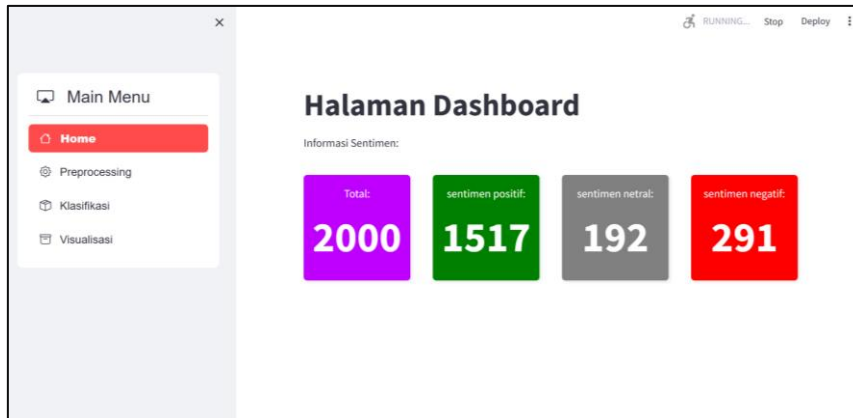 RUNNING...
Stop
Deploy
Main Menu
Home
Preprocessing
Klasifikasi
Visualisasi
Halaman Dashboard
Informasi Sentimen:
Total:
2000
sentimen positif:
1517
sentimen netral:
192
sentimen negatif:
291